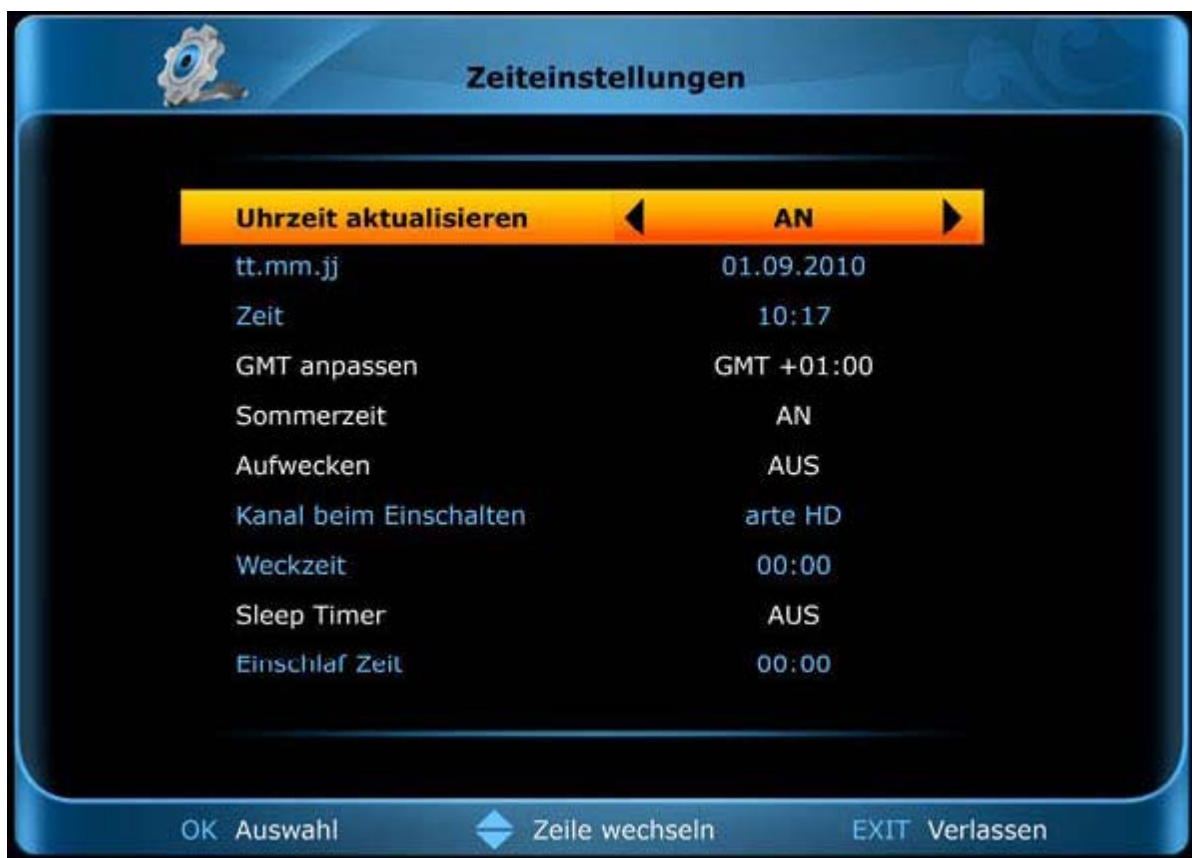 Zeiteinstellungen
Uhrzeit aktualisieren AN
tt.mm.jj 01.09.2010
Zeit 10:17
GMT anpassen GMT +01:00
Sommerzeit AN
Aufwecken AUS
Kanal beim Einschalten arte HD
Weckzeit 00:00
Sleep Timer AUS
Einschlaf Zeit 00:00
OK Auswahl Zeile wechseln EXIT Verlassen